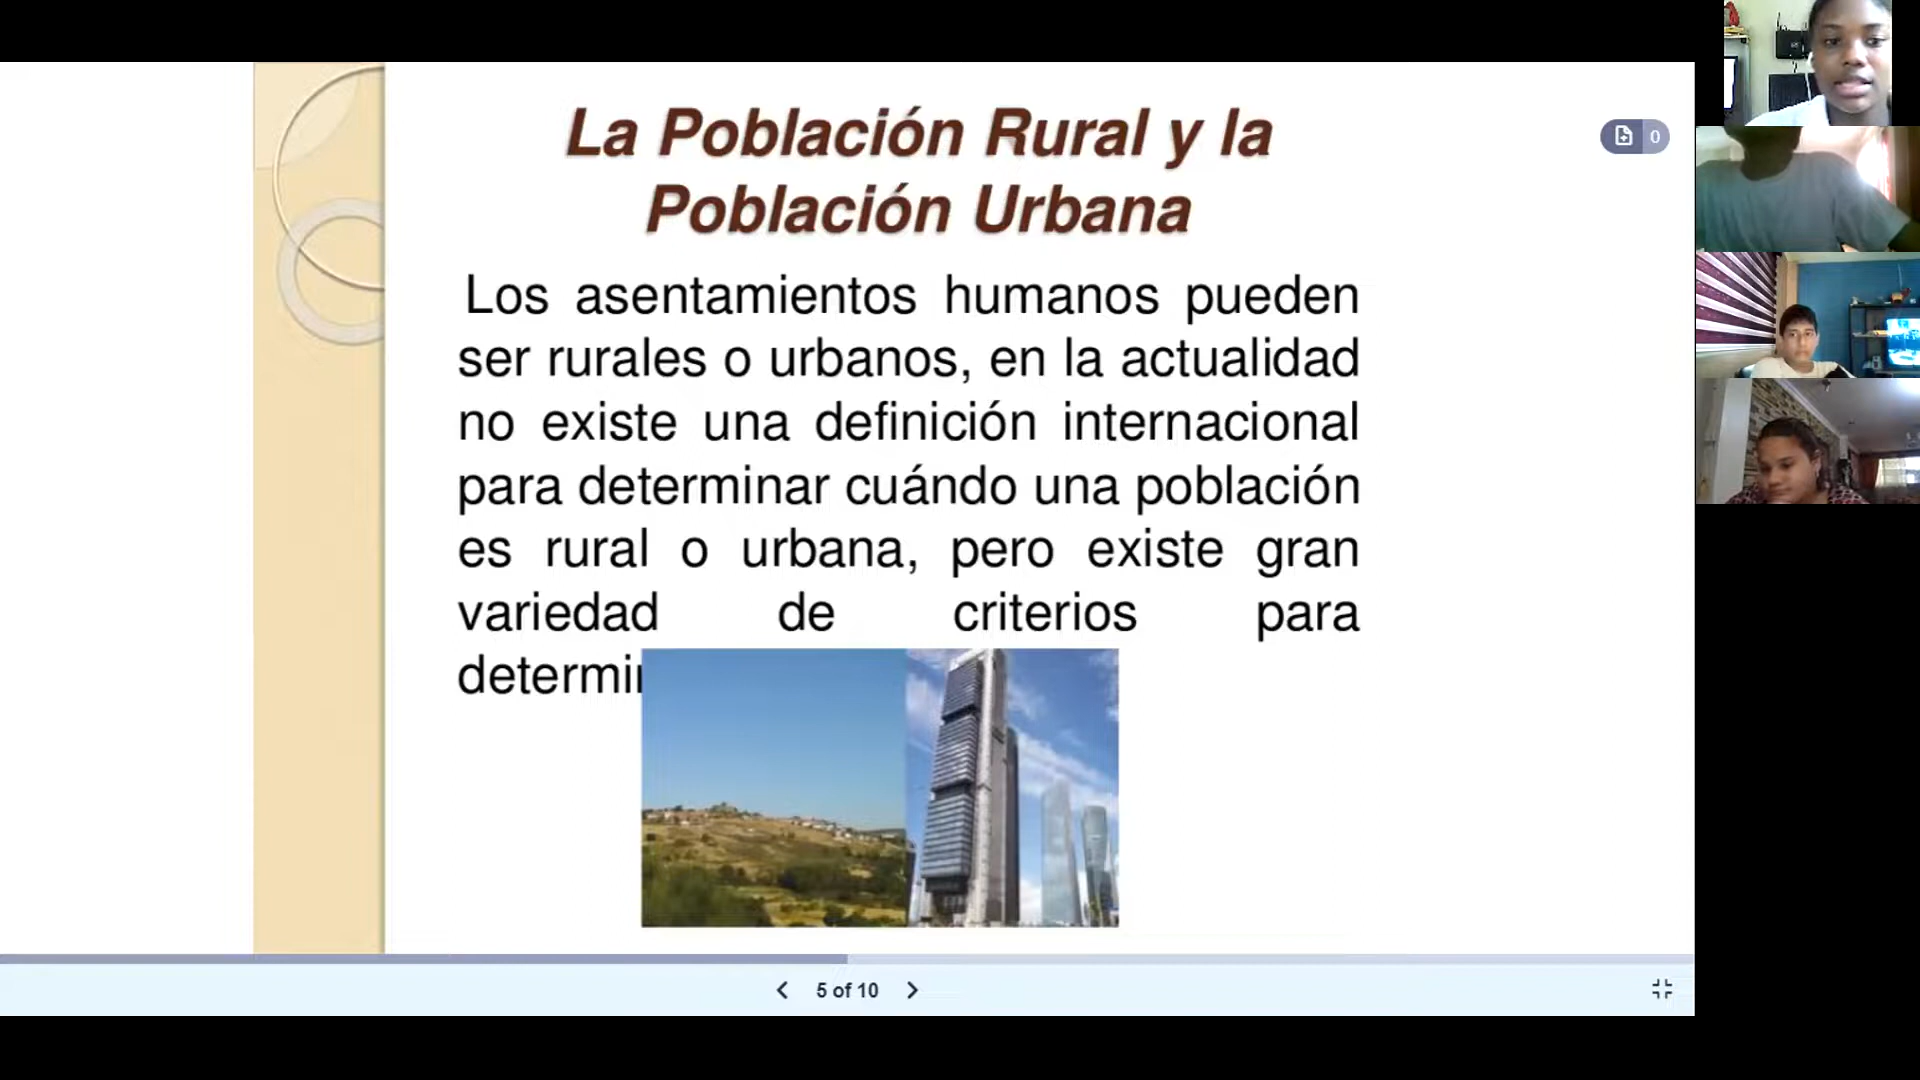 La Población Rural y la
Población Urbana
Los asentamientos humanos pueden
ser rurales o urbanos, en la actualidad
no existe una definición internacional
para determinar cuándo una población
es rural o urbana, pero existe gran
variedad de criterios para
0
5 of 10